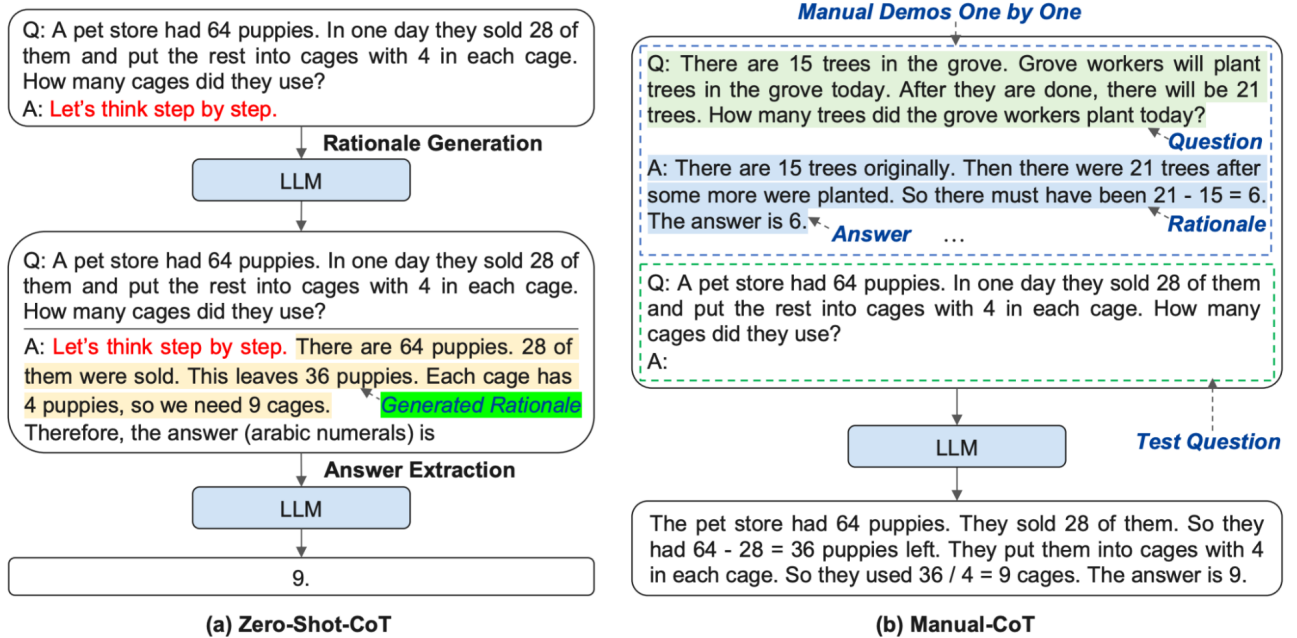 Q: A pet store had 64 puppies. In one day they sold 28 of
them and put the rest into cages with 4 in each cage.
How many cages did they use?
A: Let's think step by step.
Rationale Generation
LLM
Q: A pet store had 64 puppies. In one day they sold 28 of
them and put the rest into cages with 4 in each cage.
How many cages did they use?
A: Let's think step by step. There are 64 puppies. 28 of
them were sold. This leaves 36 puppies. Each cage has
4 puppies, so we need 9 cages.
Generated Rationale
Therefore, the answer (arabic numerals) is
Answer Extraction
LLM
9.
(a) Zero-Shot-CoT
Manual Demos One by One
Q: There are 15 trees in the grove. Grove workers will plant
trees in the grove today. After they are done, there will be 21
trees. How many trees did the grove workers plant today?
Question
A: There are 15 trees originally. Then there were 21 trees after
some more were planted. So there must have been 21 - 15 = 6.
The answer is 6.
Answer
...
Rationale
Q: A pet store had 64 puppies. In one day they sold 28 of them
and put the rest into cages with 4 in each cage. How many
cages did they use?
A:
LLM
Test Question
The pet store had 64 puppies. They sold 28 of them. So they
had 64 - 28 = 36 puppies left. They put them into cages with 4
in each cage. So they used 36 / 4 = 9 cages. The answer is 9.
(b) Manual-CoT